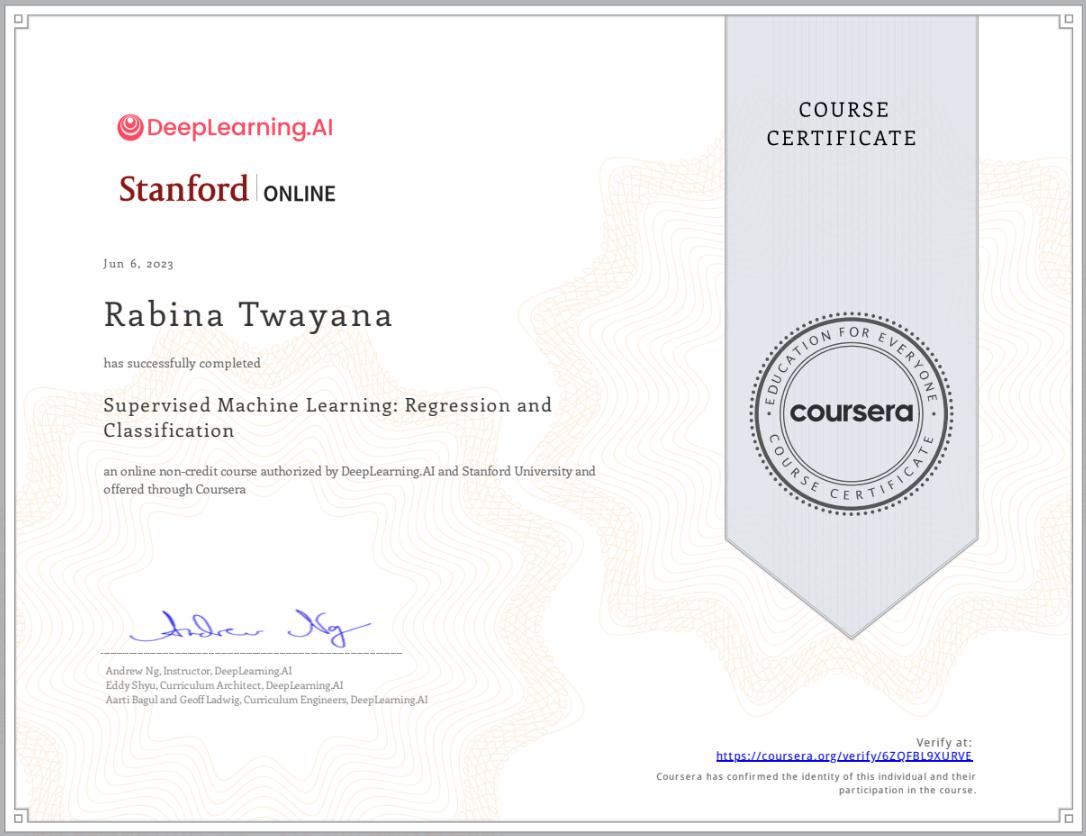 DeepLearning.AI
Stanford | ONLINE
COURSE
CERTIFICATE
Jun 6, 2023
Rabina Twayana
has successfully completed
Supervised Machine Learning: Regression and
Classification
an online non-credit course authorized by DeepLearning.AI and Stanford University and
offered through Coursera
EDUCATION FOR EVERYONE
coursera
COURSE CERTIFICATE
Andrew Ng
Andrew Ng, Instructor, DeepLearning.AI
Eddy Shyu, Curriculum Architect, DeepLearning.AI
Aarti Bagul and Geoff Ladwig, Curriculum Engineers, DeepLearning.AI
Verify at:
https://coursera.org/verify/6ZQFBL9XURVE
Coursera has confirmed the identity of this individual and their
participation in the course.